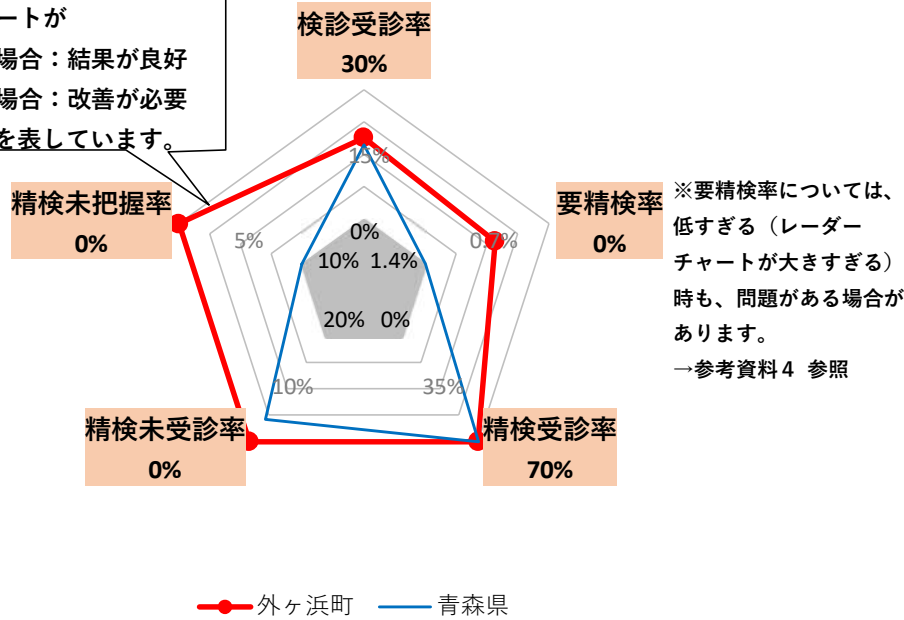 ートが
場合：結果が良好
場合：改善が必要
を表しています。
検診受診率
30%
精検未把握率
0%
要精検率
0%
※要精検率については、
低すぎる（レーダー
チャートが大きすぎる）
時も、問題がある場合が
あります。
→参考資料４ 参照
15%
5%
0.7%
0%
10%
1.4%
20%
0%
10%
35%
精検未受診率
0%
精検受診率
70%
外ヶ浜町
青森県